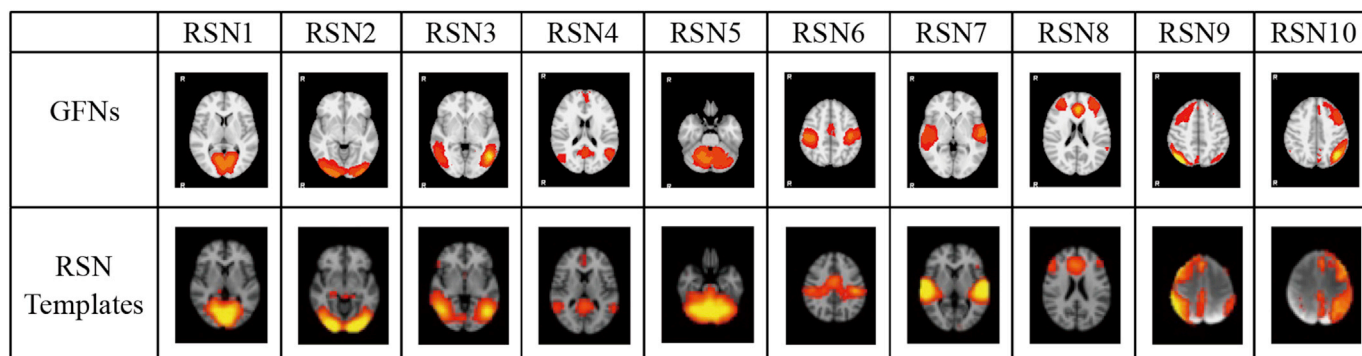 RSN1 RSN2 RSN3 RSN4 RSN5 RSN6 RSN7 RSN8 RSN9 RSN10
GFNs
R R R R R R R R R R
R R R R R R R R R R
RSN
Templates